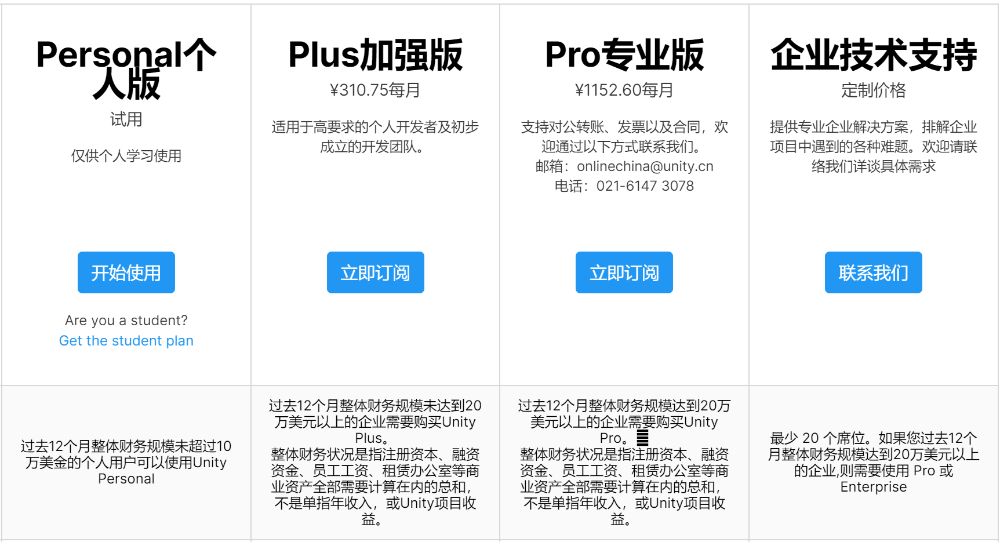 Personal个
人版
试用
仅供个人学习使用
开始使用
Are you a student?
Get the student plan
过去12个月整体财务规模未超过10
万美金的个人用户可以使用Unity
Personal
Plus加强版
¥310.75每月
适用于高要求的个人开发者及初步
成立的开发团队。
立即订阅
过去12个月整体财务规模未达到20
万美元以上的企业需要购买Unity
Plus。
整体财务状况是指注册资本、融资
资金、员工工资、租赁办公室等商
业资产全部需要计算在内的总和，
不是单指年收入，或Unity项目收
益。
Pro专业版
¥1152.60每月
支持对公转账、发票以及合同，欢
迎通过以下方式联系我们。
邮箱：onlinechina@unity.cn
电话：021-6147 3078
立即订阅
过去12个月整体财务规模达到20万
美元以上的企业需要购买Unity
Pro。
整体财务状况是指注册资本、融资
资金、员工工资、租赁办公室等商
业资产全部需要计算在内的总和，
不是单指年收入，或Unity项目收
益。
企业技术支持
定制价格
提供专业企业解决方案，排解企业
项目中遇到的各种难题。欢迎请联
络我们详谈具体需求
联系我们
最少 20 个席位。如果您过去12个
月整体财务规模达到20万美元以上
的企业,则需要使用 Pro 或
Enterprise